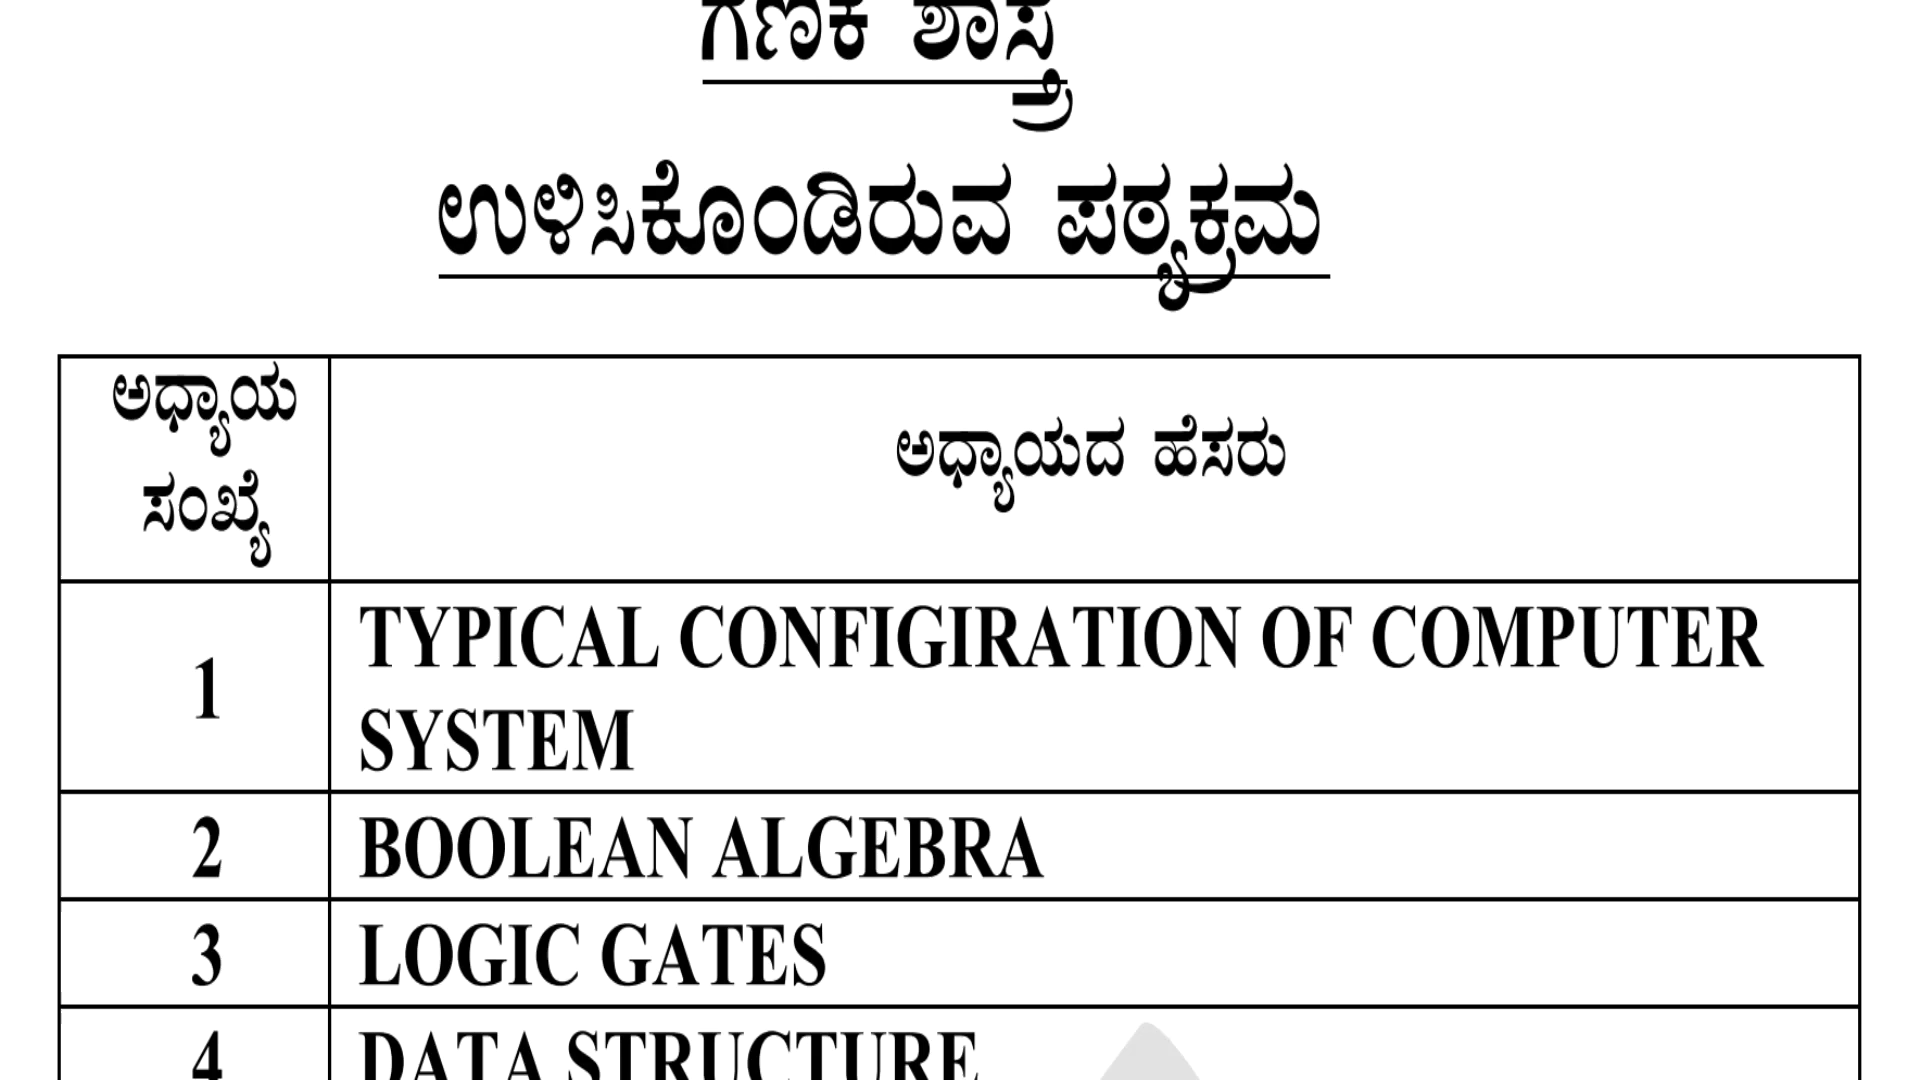 ಗಣಕ ಶಾಸ್ತ್ರ
ಉಳಿಸಿಕೊಂಡಿರುವ ಪಠ್ಯಕ್ರಮ
ಅಧ್ಯಾಯ
ಸಂಖ್ಯೆ
ಅಧ್ಯಾಯದ ಹೆಸರು
1
TYPICAL CONFIGIRATION OF COMPUTER
SYSTEM
2
BOOLEAN ALGEBRA
3
LOGIC GATES
4
DATA STRUCTURE